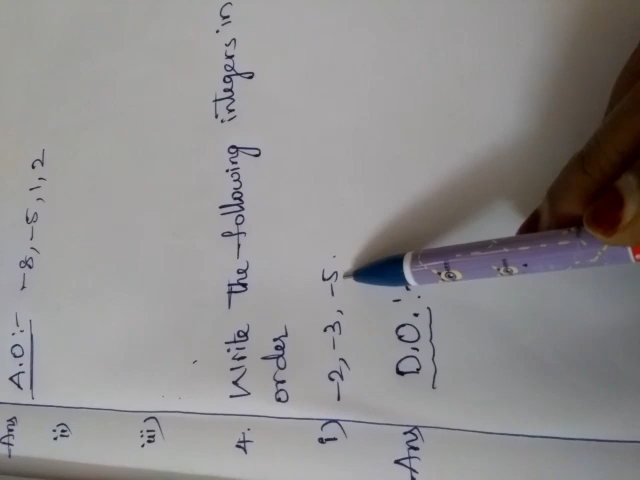 Ans A.O :- -8, -5, 1, 2
ii)
iii)
4. Write the following integers in
order
i) -2, -3, -5.
Ans D.O :-